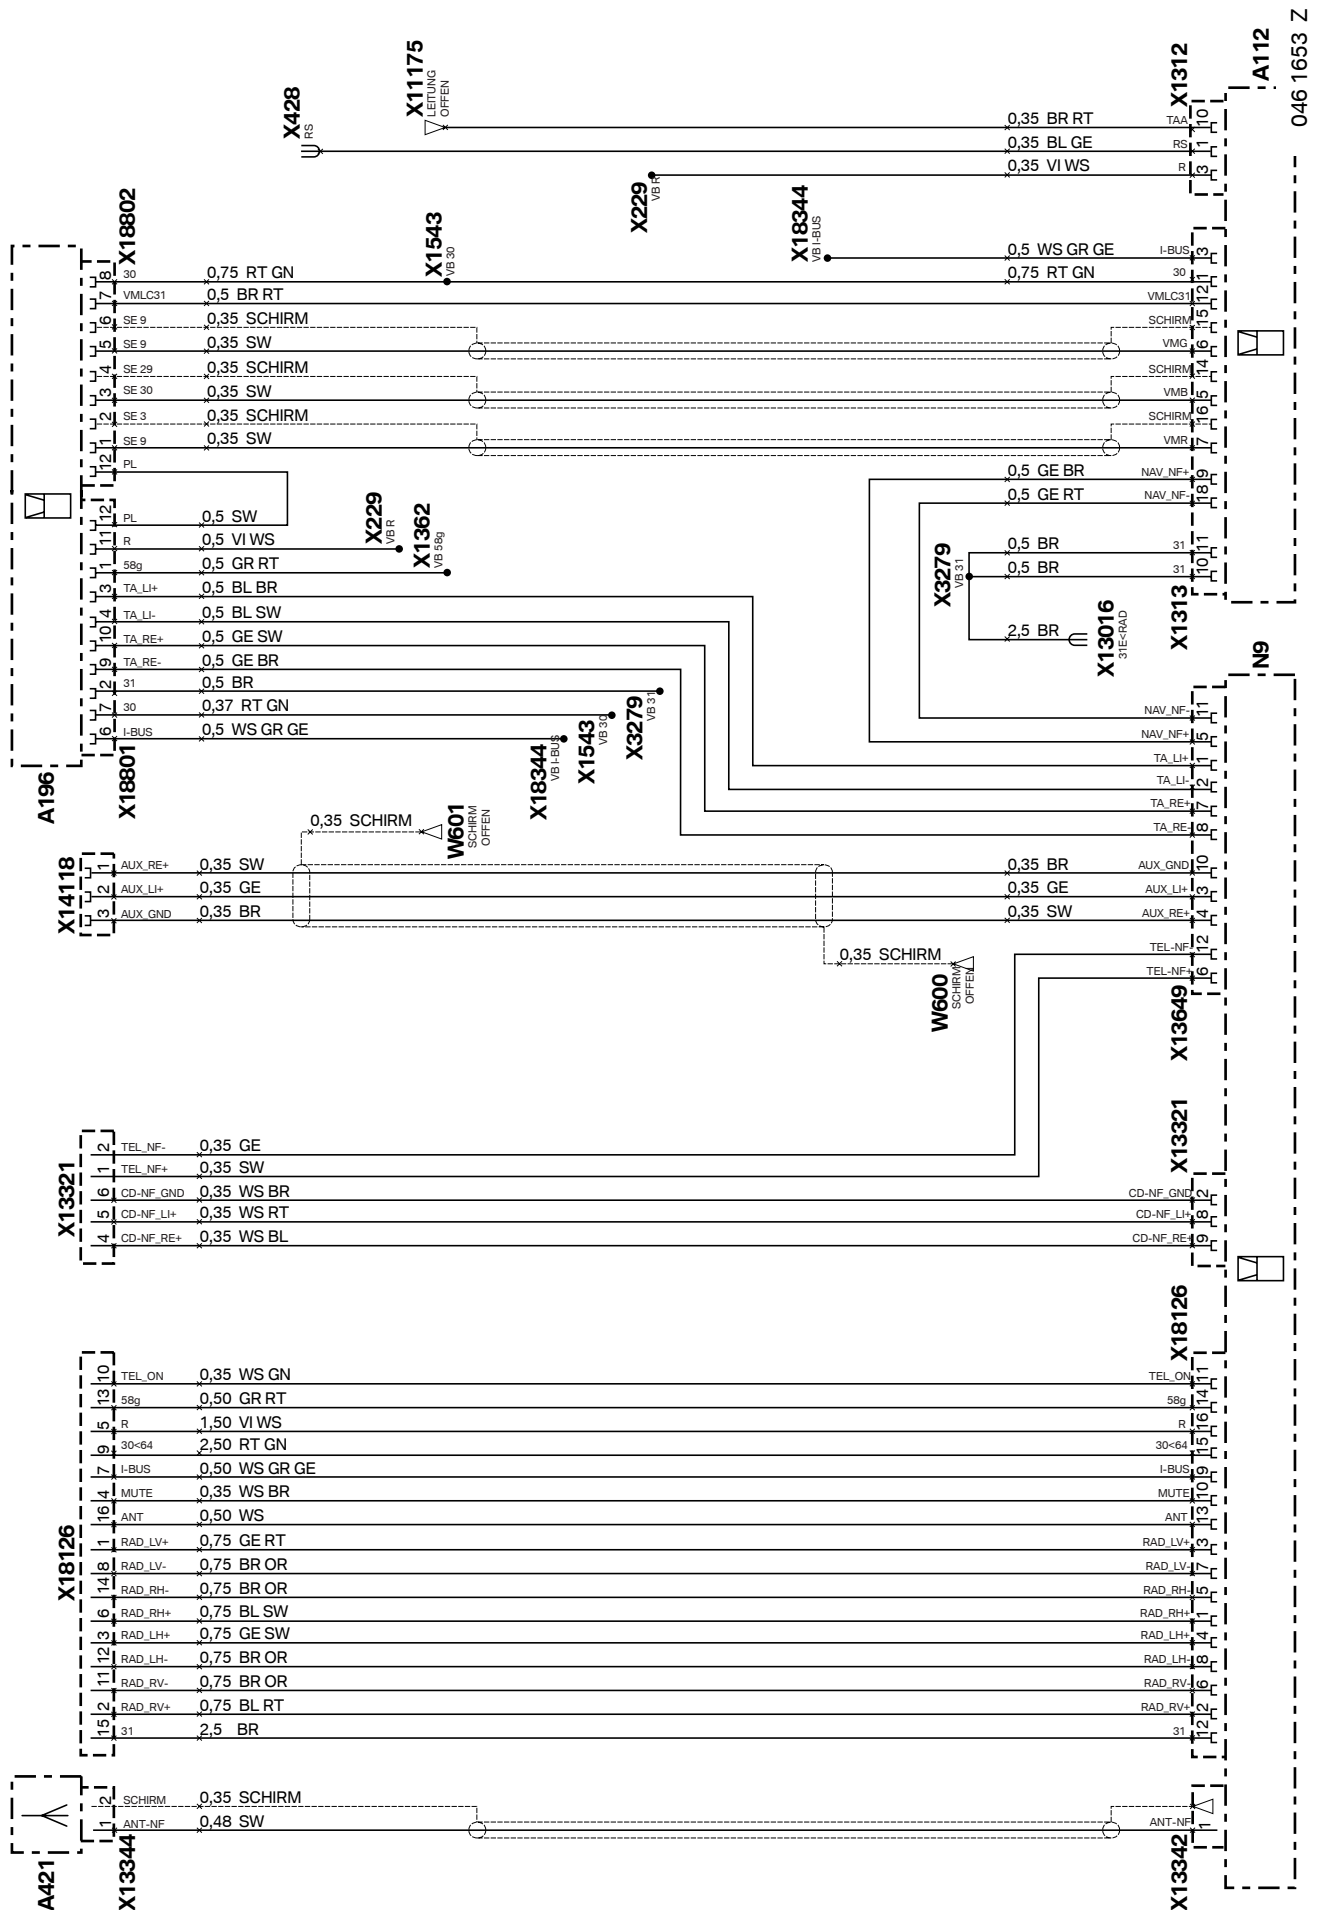 046 1653 Z
X428
RS
X11175
LEITUNG
OFFEN
X1312
A112
0,35 BR RT
TAA
10
0,35 BL GE
RS
1
0,35 VI WS
R
3
X229
VB R
X18344
VB I-BUS
X18802
X1543
VB 30
0,5 WS GR GE
I-BUS
3
8
30
0,75 RT GN
0,75 RT GN
30
1
7
VMLC31
0,5 BR RT
VMLC31
12
6
SE 9
0,35 SCHIRM
SCHIRM
15
5
SE 9
0,35 SW
VMG
6
4
SE 29
0,35 SCHIRM
SCHIRM
14
3
SE 30
0,35 SW
VMB
5
2
SE 3
0,35 SCHIRM
SCHIRM
16
1
SE 9
0,35 SW
VMR
7
12
PL
0,5 GE BR
NAV_NF+
9
0,5 GE RT
NAV_NF-
18
12
PL
0,5 SW
X229
VB R
11
R
0,5 VI WS
X1362
VB 58g
1
58g
0,5 GR RT
X3279
VB 31
0,5 BR
31
11
0,5 BR
31
10
X1313
3
TA_LI+
0,5 BL BR
4
TA_LI-
0,5 BL SW
2,5 BR
X13016
31E<RAD
10
TA_RE+
0,5 GE SW
9
TA_RE-
0,5 GE BR
2
31
0,5 BR
X3279
VB 31
7
30
0,37 RT GN
X1543
VB 30
6
I-BUS
0,5 WS GR GE
X18344
VB I-BUS
A196
X18801
N9
NAV_NF-
11
NAV_NF+
5
TA_LI+
1
TA_LI-
2
TA_RE+
7
TA_RE-
8
0,35 SCHIRM
W601
SCHIRM
OFFEN
X14118
1
AUX_RE+
0,35 SW
0,35 BR
AUX_GND
10
2
AUX_LI+
0,35 GE
0,35 GE
AUX_LI+
3
3
AUX_GND
0,35 BR
0,35 SW
AUX_RE+
4
0,35 SCHIRM
W600
SCHIRM
OFFEN
TEL-NF-
12
TEL-NF+
6
X13649
X13321
X13321
2
TEL_NF-
0,35 GE
1
TEL_NF+
0,35 SW
6
CD-NF_GND
0,35 WS BR
CD-NF_GND
2
5
CD-NF_LI+
0,35 WS RT
CD-NF_LI+
8
4
CD-NF_RE+
0,35 WS BL
CD-NF_RE+
9
X18126
X18126
10
TEL_ON
0,35 WS GN
TEL_ON
11
13
58g
0,50 GR RT
58g
14
5
R
1,50 VI WS
R
16
9
30<64
2,50 RT GN
30<64
15
7
I-BUS
0,50 WS GR GE
I-BUS
9
4
MUTE
0,35 WS BR
MUTE
10
16
ANT
0,50 WS
ANT
13
1
RAD_LV+
0,75 GE RT
RAD_LV+
3
8
RAD_LV-
0,75 BR OR
RAD_LV-
7
14
RAD_RH-
0,75 BR OR
RAD_RH-
5
6
RAD_RH+
0,75 BL SW
RAD_RH+
1
3
RAD_LH+
0,75 GE SW
RAD_LH+
4
12
RAD_LH-
0,75 BR OR
RAD_LH-
8
11
RAD_RV-
0,75 BR OR
RAD_RV-
6
2
RAD_RV+
0,75 BL RT
RAD_RV+
2
15
31
2,5 BR
31
12
A421
X13344
2
SCHIRM
0,35 SCHIRM
1
ANT-NF
0,48 SW
ANT-NF
1
X13342